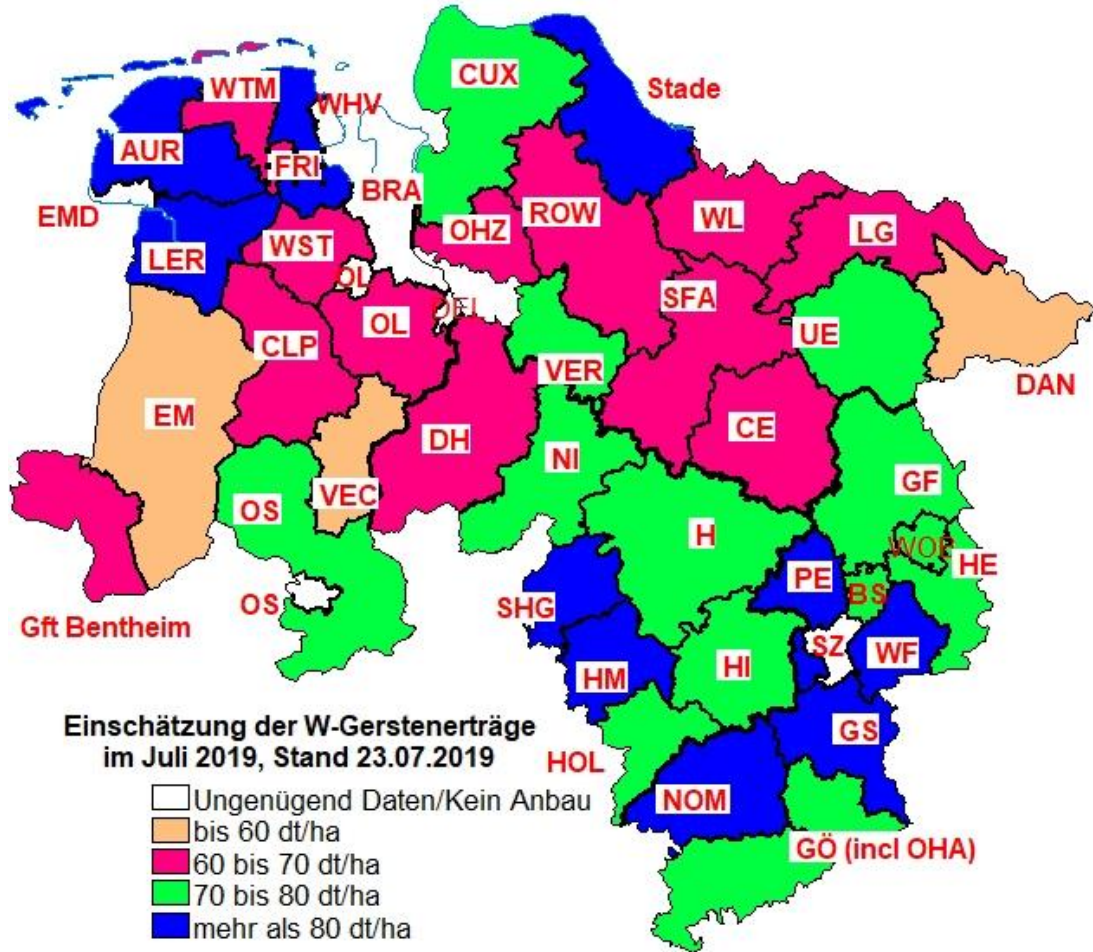 CUX
WTM
WHV
Stade
AUR
FRI
BRA
EMD
OHZ
ROW
WL
LG
LER
WST
OL
SFA
DEL
OL
UE
CLP
VER
DAN
EM
CE
DH
NI
GF
OS
VEC
H
WOB
HE
PE
BS
OS
SHG
Gft Bentheim
SZ
WF
HI
HM
GS
HOL
NOM
GÖ (incl OHA)
Einschätzung der W-Gerstenerträge
im Juli 2019, Stand 23.07.2019
Ungenügend Daten/Kein Anbau
bis 60 dt/ha
60 bis 70 dt/ha
70 bis 80 dt/ha
mehr als 80 dt/ha